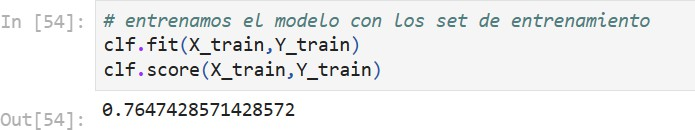 In [54]:
# entrenamos el modelo con los set de entrenamiento
clf.fit(X_train,Y_train)
clf.score(X_train,Y_train)
Out[54]:
0.7647428571428572